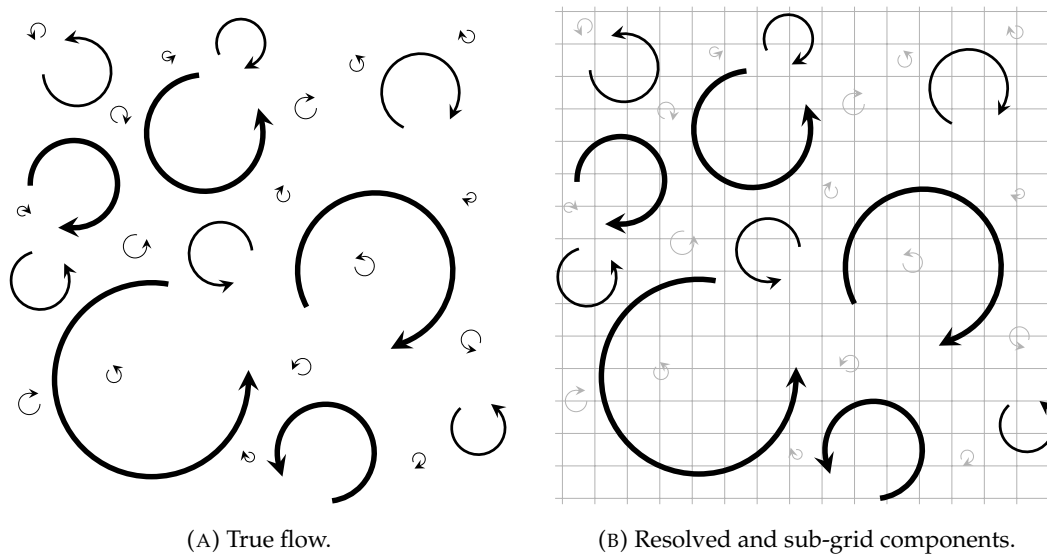 (A) True flow.
(B) Resolved and sub-grid components.